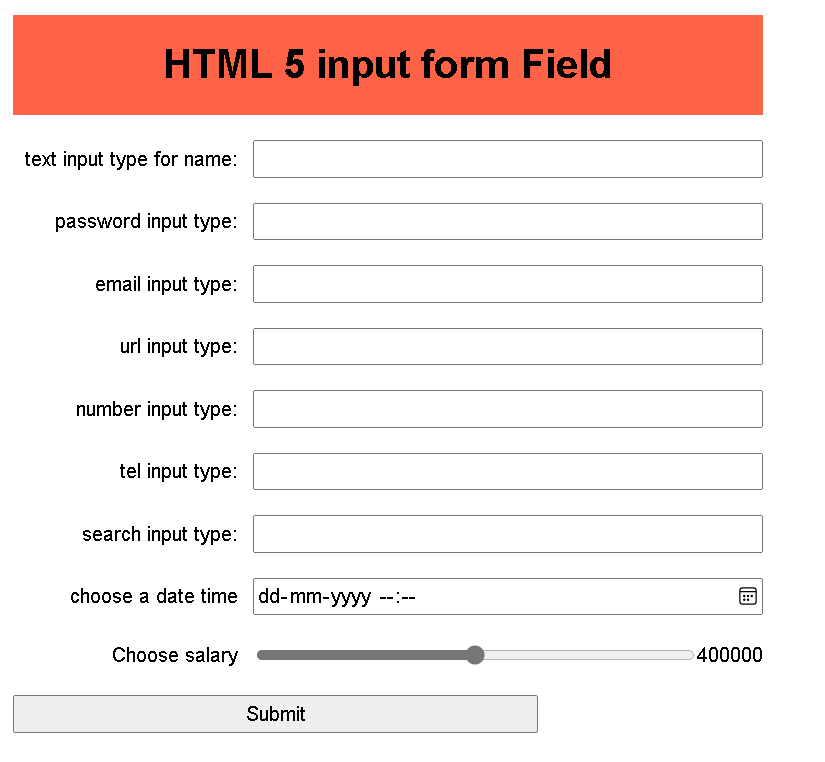 HTML 5 input form Field
text input type for name:
password input type:
email input type:
url input type:
number input type:
tel input type:
search input type:
choose a date time dd-mm-yyyy --:--
Choose salary 400000
Submit